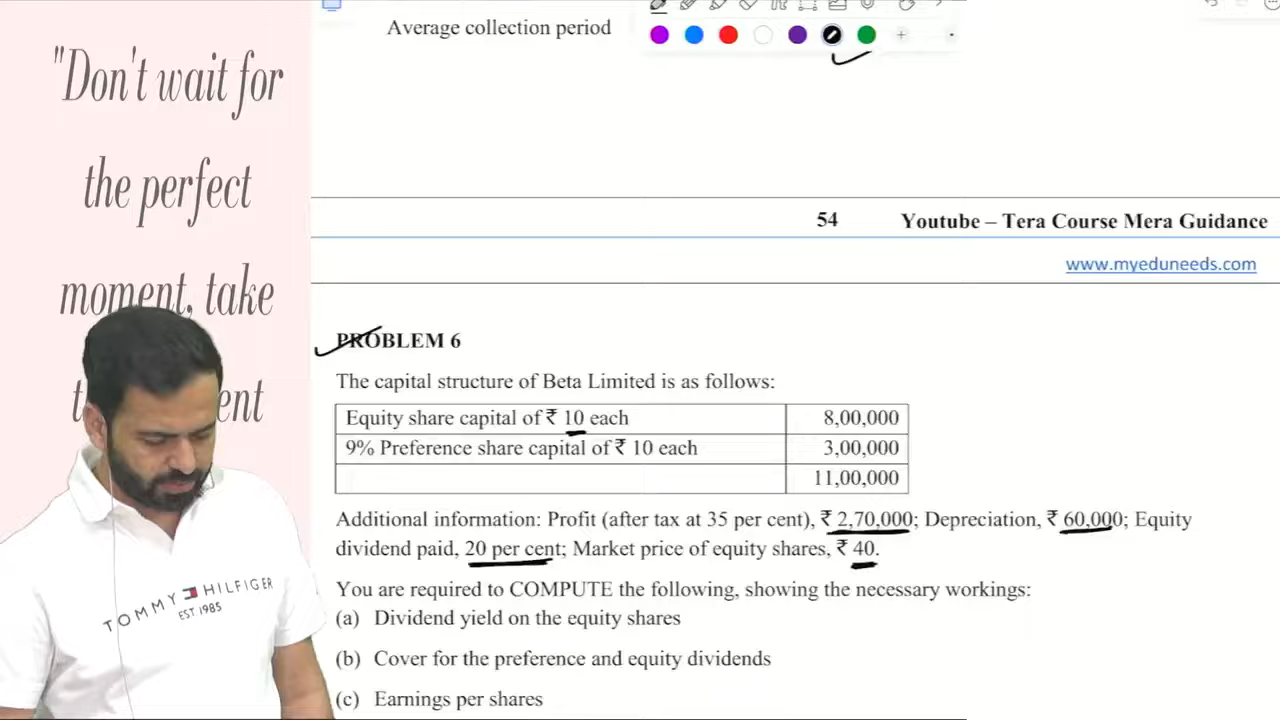 Average collection period
"Don't wait for
the perfect
moment, take
54 Youtube – Tera Course Mera Guidance
www.myeduneeds.com
PROBLEM 6
The capital structure of Beta Limited is as follows:
Equity share capital of ₹ 10 each 8,00,000
9% Preference share capital of ₹ 10 each 3,00,000
11,00,000
Additional information: Profit (after tax at 35 per cent), ₹ 2,70,000; Depreciation, ₹ 60,000; Equity
dividend paid, 20 per cent; Market price of equity shares, ₹ 40.
You are required to COMPUTE the following, showing the necessary workings:
(a) Dividend yield on the equity shares
(b) Cover for the preference and equity dividends
(c) Earnings per shares
TOMMY HILFIGER
EST 1985